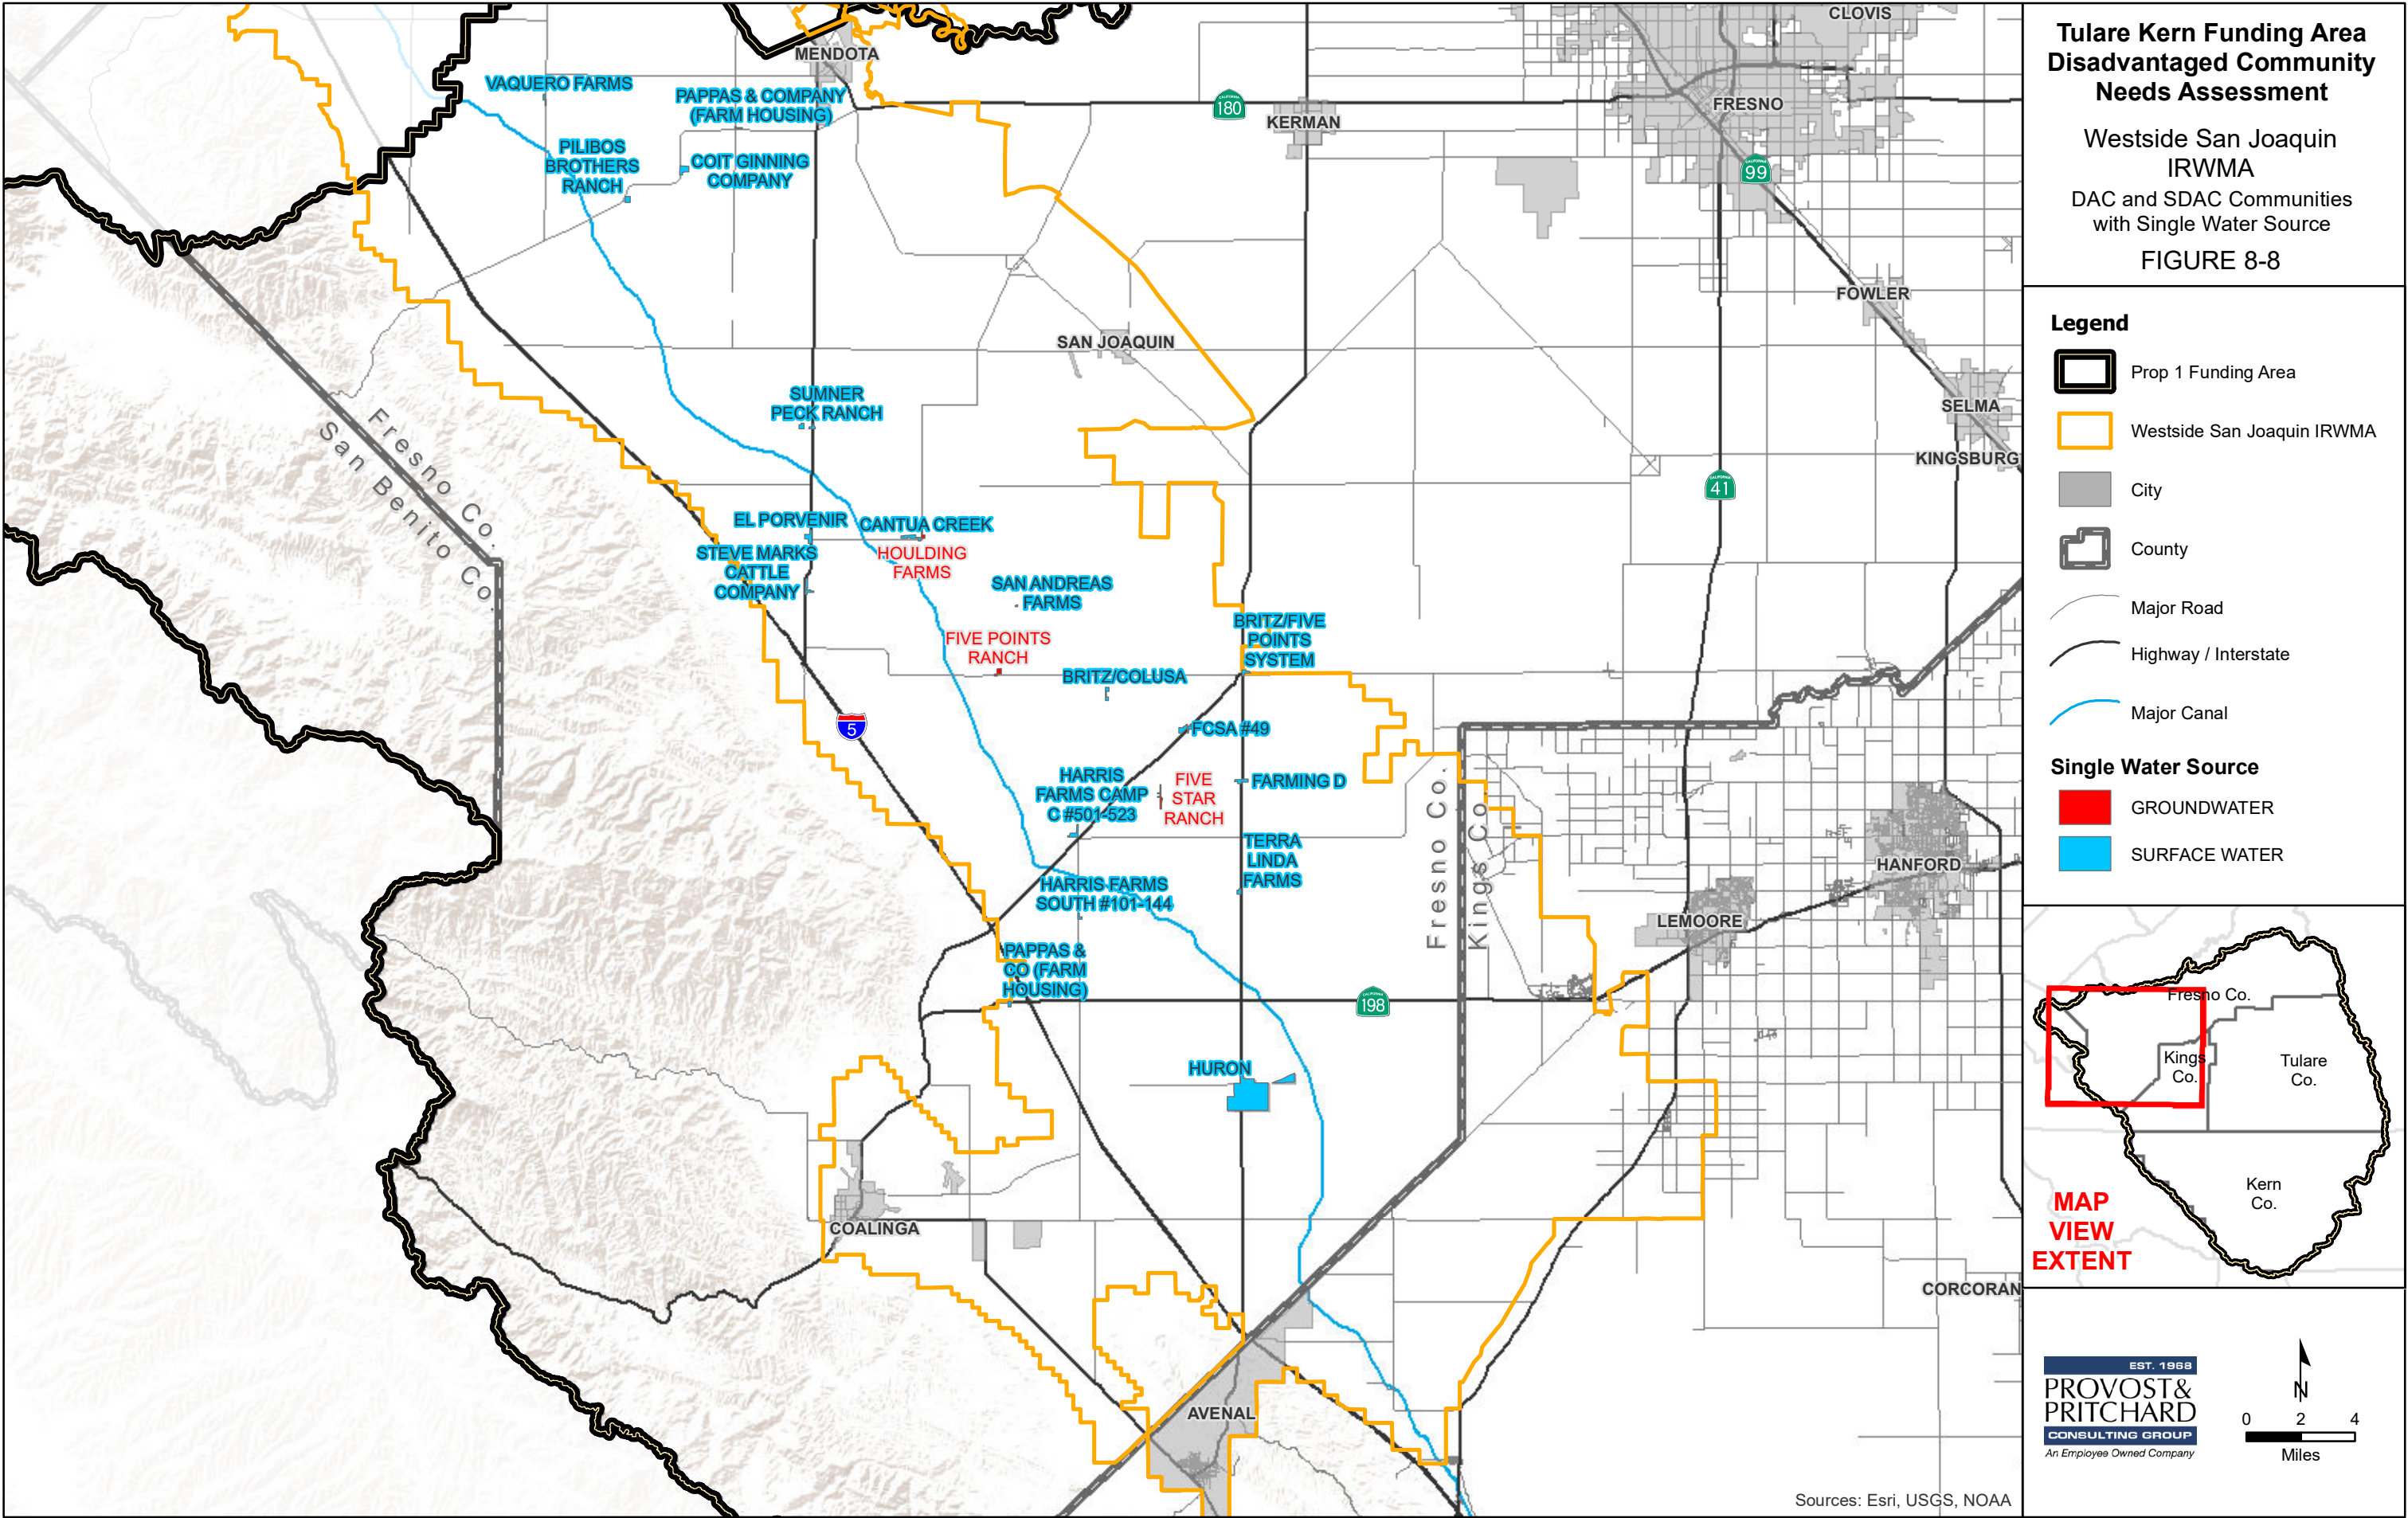 CLOVIS
MENDOTA
VAQUERO FARMS
PAPPAS & COMPANY
(FARM HOUSING)
CALIFORNIA
180
FRESNO
KERMAN
PILIBOS
BROTHERS
RANCH
COIT GINNING
COMPANY
CALIFORNIA
99
FOWLER
SAN JOAQUIN
SUMNER
PECK RANCH
SELMA
Fresno Co.
San Benito Co.
KINGSBURG
CALIFORNIA
41
EL PORVENIR
CANTUA CREEK
STEVE MARKS
CATTLE
COMPANY
HOULDING
FARMS
SAN ANDREAS
FARMS
BRITZ/FIVE
POINTS
SYSTEM
FIVE POINTS
RANCH
BRITZ/COLUSA
5
FCSA #49
HARRIS
FARMS CAMP
C #501-523
FIVE
STAR
RANCH
FARMING D
Fresno Co.
Kings Co.
TERRA
LINDA
FARMS
HANFORD
HARRIS FARMS
SOUTH #101-144
LEMOORE
PAPPAS &
CO (FARM
HOUSING)
CALIFORNIA
198
HURON
COALINGA
CORCORAN
AVENAL
Sources: Esri, USGS, NOAA
Tulare Kern Funding Area
Disadvantaged Community
Needs Assessment
Westside San Joaquin
IRWMA
DAC and SDAC Communities
with Single Water Source
FIGURE 8-8
Legend
Prop 1 Funding Area
Westside San Joaquin IRWMA
City
County
Major Road
Highway / Interstate
Major Canal
Single Water Source
GROUNDWATER
SURFACE WATER
Fresno Co.
Kings
Co.
Tulare
Co.
Kern
Co.
MAP
VIEW
EXTENT
EST. 1968
PROVOST&
PRITCHARD
CONSULTING GROUP
An Employee Owned Company
N
0 2 4
Miles